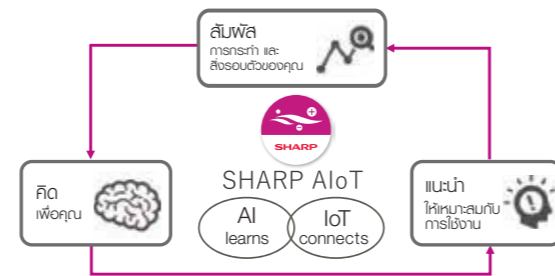 สัมผัส
การกระทำ และ
สิ่งรอบตัวของคุณ
SHARP
SHARP AIoT
AI
learns
IoT
connects
คิด
เพื่อคุณ
แนะนำ
ให้เหมาะสมกับ
การใช้งาน